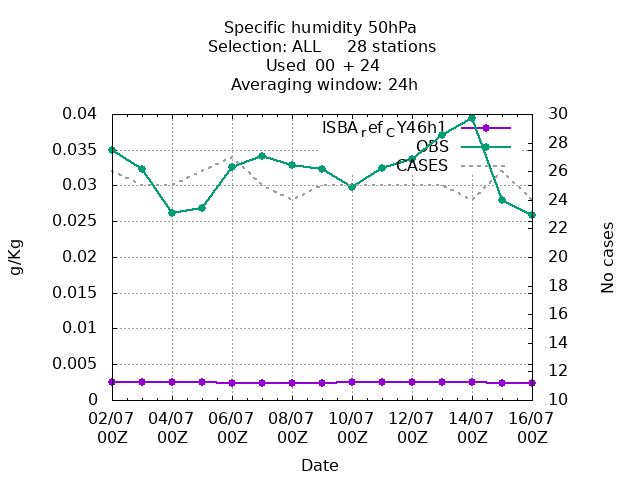 Specific humidity 50hPa
Selection: ALL     28 stations
Used  00  + 24
Averaging window: 24h
g/Kg
No cases
0.04
0.035
0.03
0.025
0.02
0.015
0.01
0.005
0
30
28
26
24
22
20
18
16
14
12
10
ISBA_ref_CY46h1
OBS
CASES
02/07 04/07 06/07 08/07 10/07 12/07 14/07 16/07
00Z 00Z 00Z 00Z 00Z 00Z 00Z 00Z
Date